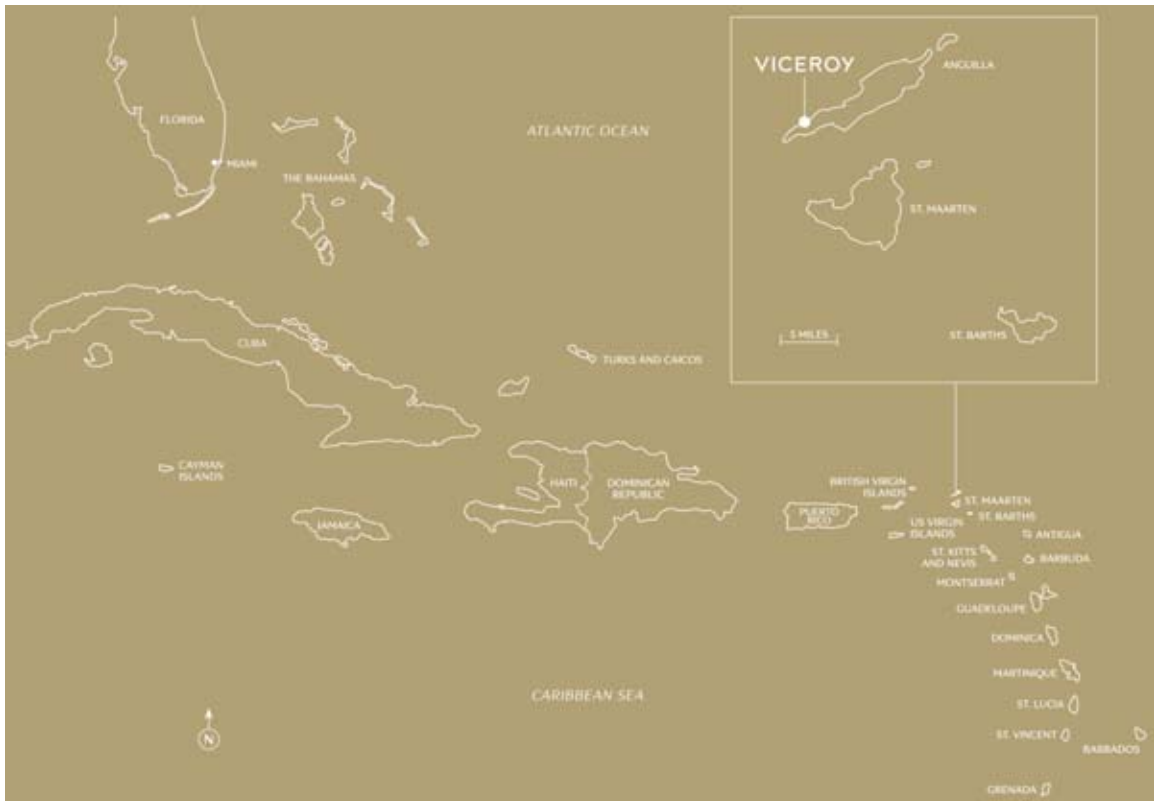 VICEROY
ANGUILLA
FLORIDA
ATLANTIC OCEAN
MIAMI
THE BAHAMAS
ST. MAARTEN
5 MILES
ST. BARTHS
CUBA
TURKS AND CAICOS
CAYMAN
ISLANDS
HAITI
DOMINICAN
REPUBLIC
BRITISH VIRGIN
ISLANDS
ST. MAARTEN
ST. BARTHS
PUERTO
RICO
JAMAICA
US VIRGIN
ISLANDS
ANTIGUA
ST. KITTS
AND NEVIS
BARBUDA
MONTSERRAT
GUADELOUPE
DOMINICA
MARTINIQUE
CARIBBEAN SEA
ST. LUCIA
ST. VINCENT
BARBADOS
N
GRENADA